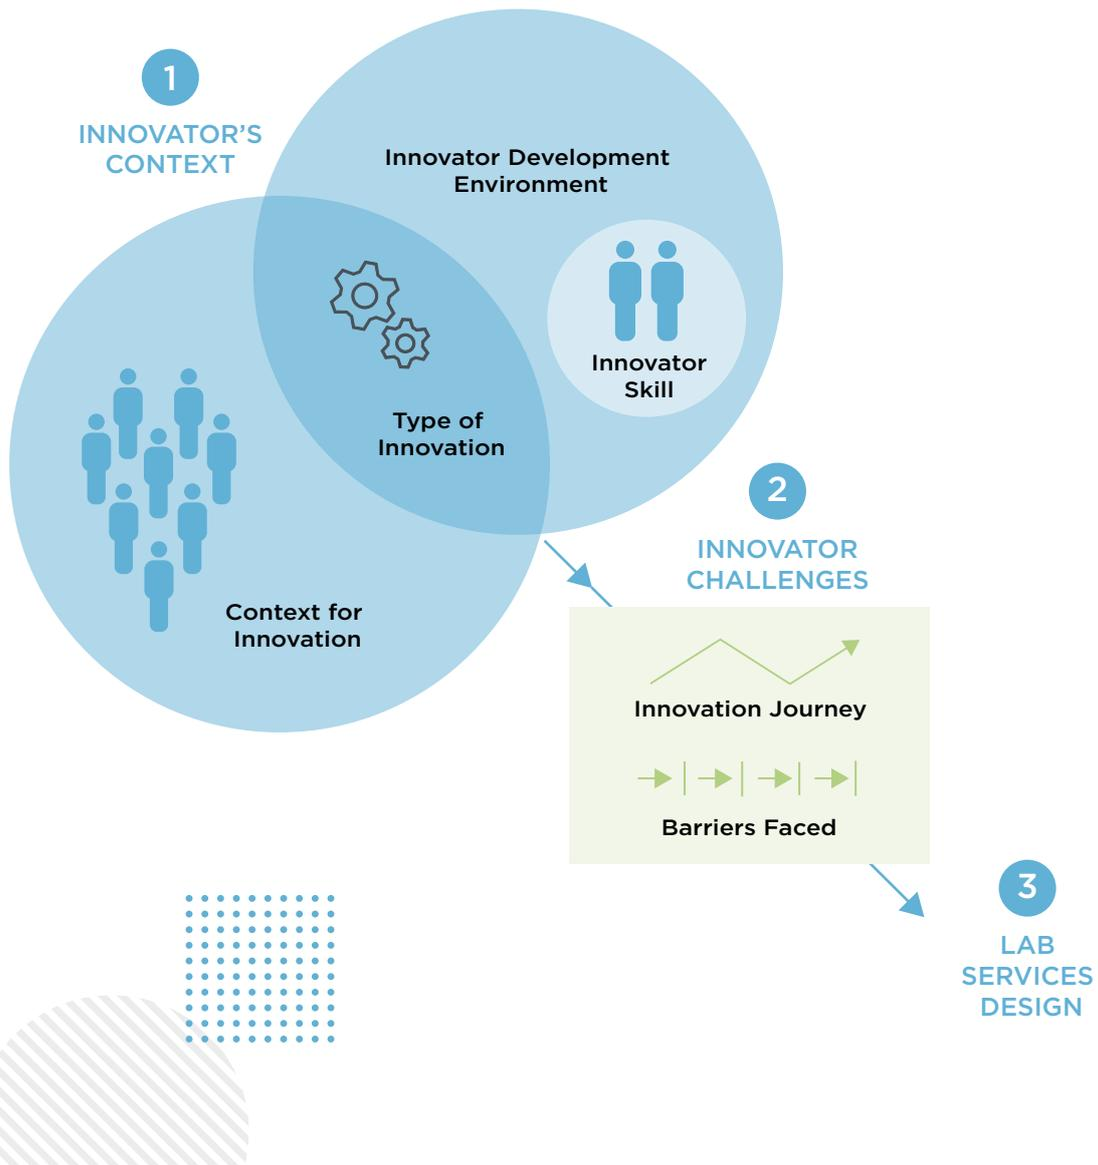 1
INNOVATOR'S
CONTEXT
Innovator Development
Environment
Innovator
Skill
Type of
Innovation
Context for
Innovation
2
INNOVATOR
CHALLENGES
Innovation Journey
Barriers Faced
3
LAB
SERVICES
DESIGN